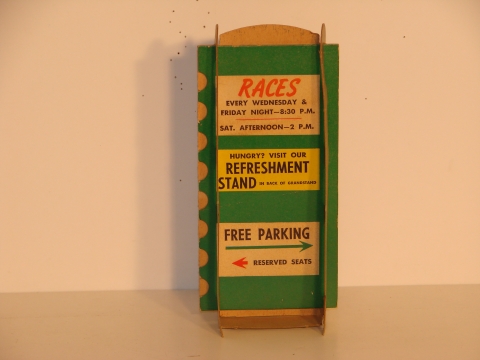 RACES
EVERY WEDNESDAY &
FRIDAY NIGHT—8:30 P.M.
SAT. AFTERNOON—2 P.M.
HUNGRY? VISIT OUR
REFRESHMENT
STAND IN BACK OF GRANDSTAND
FREE PARKING
RESERVED SEATS